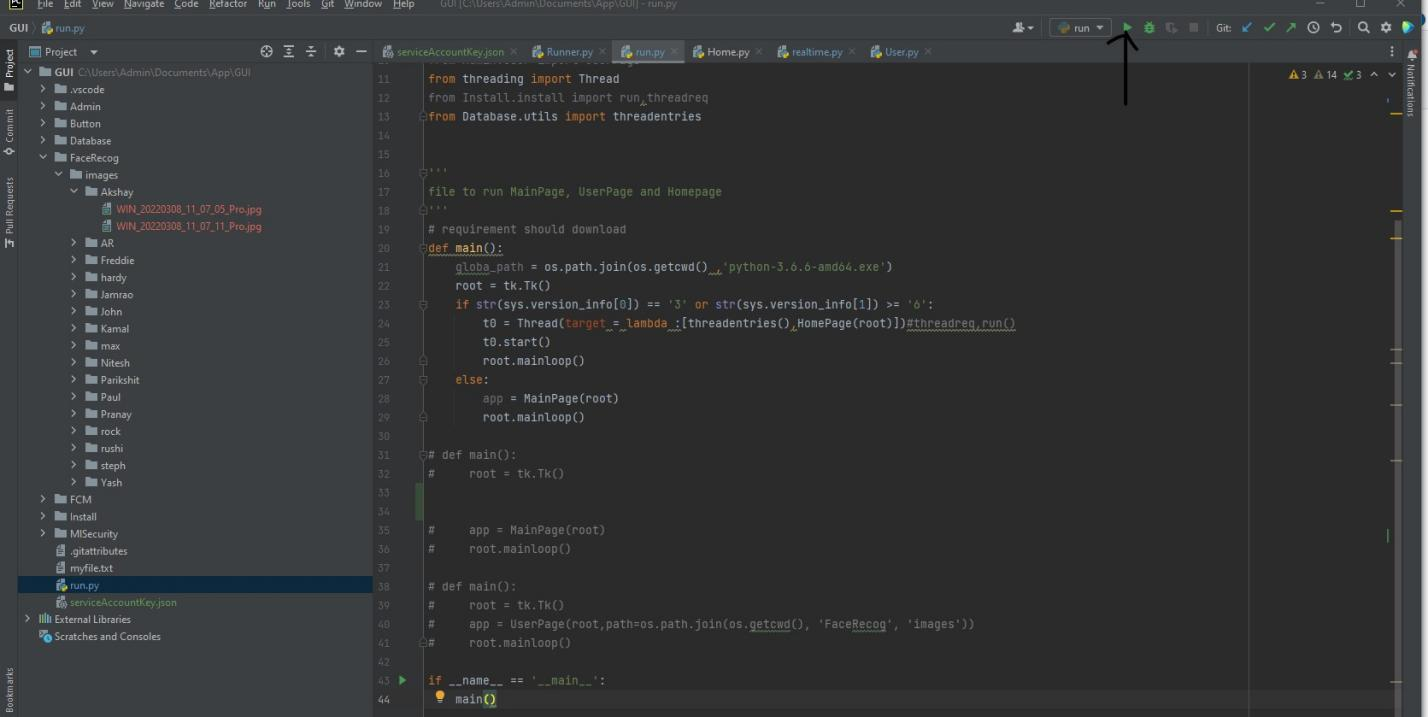 PC File Edit View Navigate Code Refactor Run Tools Git Window Help GUI [C:\Users\Admin\Documents\App\GUI] - run.py
GUI run.py
run
Git:
Project
serviceAccountKey.json
Runner.py
run.py
Home.py
realtime.py
User.py
Project
Commit
Pull Requests
Bookmarks
Notifications
GUI C:\Users\Admin\Documents\App\GUI
.vscode
Admin
Button
Database
FaceRecog
images
Akshay
WIN_20220308_11_07_05_Pro.jpg
WIN_20220308_11_07_11_Pro.jpg
AR
Freddie
hardy
Jamrao
John
Kamal
max
Nitesh
Parikshit
Paul
Pranay
rock
rushi
steph
Yash
FCM
Install
MlSecurity
.gitattributes
myfile.txt
run.py
serviceAccountKey.json
External Libraries
Scratches and Consoles
3 14 3
11 from threading import Thread
12 from Install.install import run,threadreq
13 from Database.utils import threadentries
14
15
16 '''
17 file to run MainPage, UserPage and Homepage
18 '''
19 # requirement should download
20 def main():
21 globa_path = os.path.join(os.getcwd() ,'python-3.6.6-amd64.exe')
22 root = tk.Tk()
23 if str(sys.version_info[0]) == '3' or str(sys.version_info[1]) >= '6':
24 t0 = Thread(target = lambda :[threadentries(),HomePage(root)])#threadreq,run()
25 t0.start()
26 root.mainloop()
27 else:
28 app = MainPage(root)
29 root.mainloop()
30
31 # def main():
32 # root = tk.Tk()
33
34
35 # app = MainPage(root)
36 # root.mainloop()
37
38 # def main():
39 # root = tk.Tk()
40 # app = UserPage(root,path=os.path.join(os.getcwd(), 'FaceRecog', 'images'))
41 # root.mainloop()
42
43 if __name__ == '__main__':
44 main()